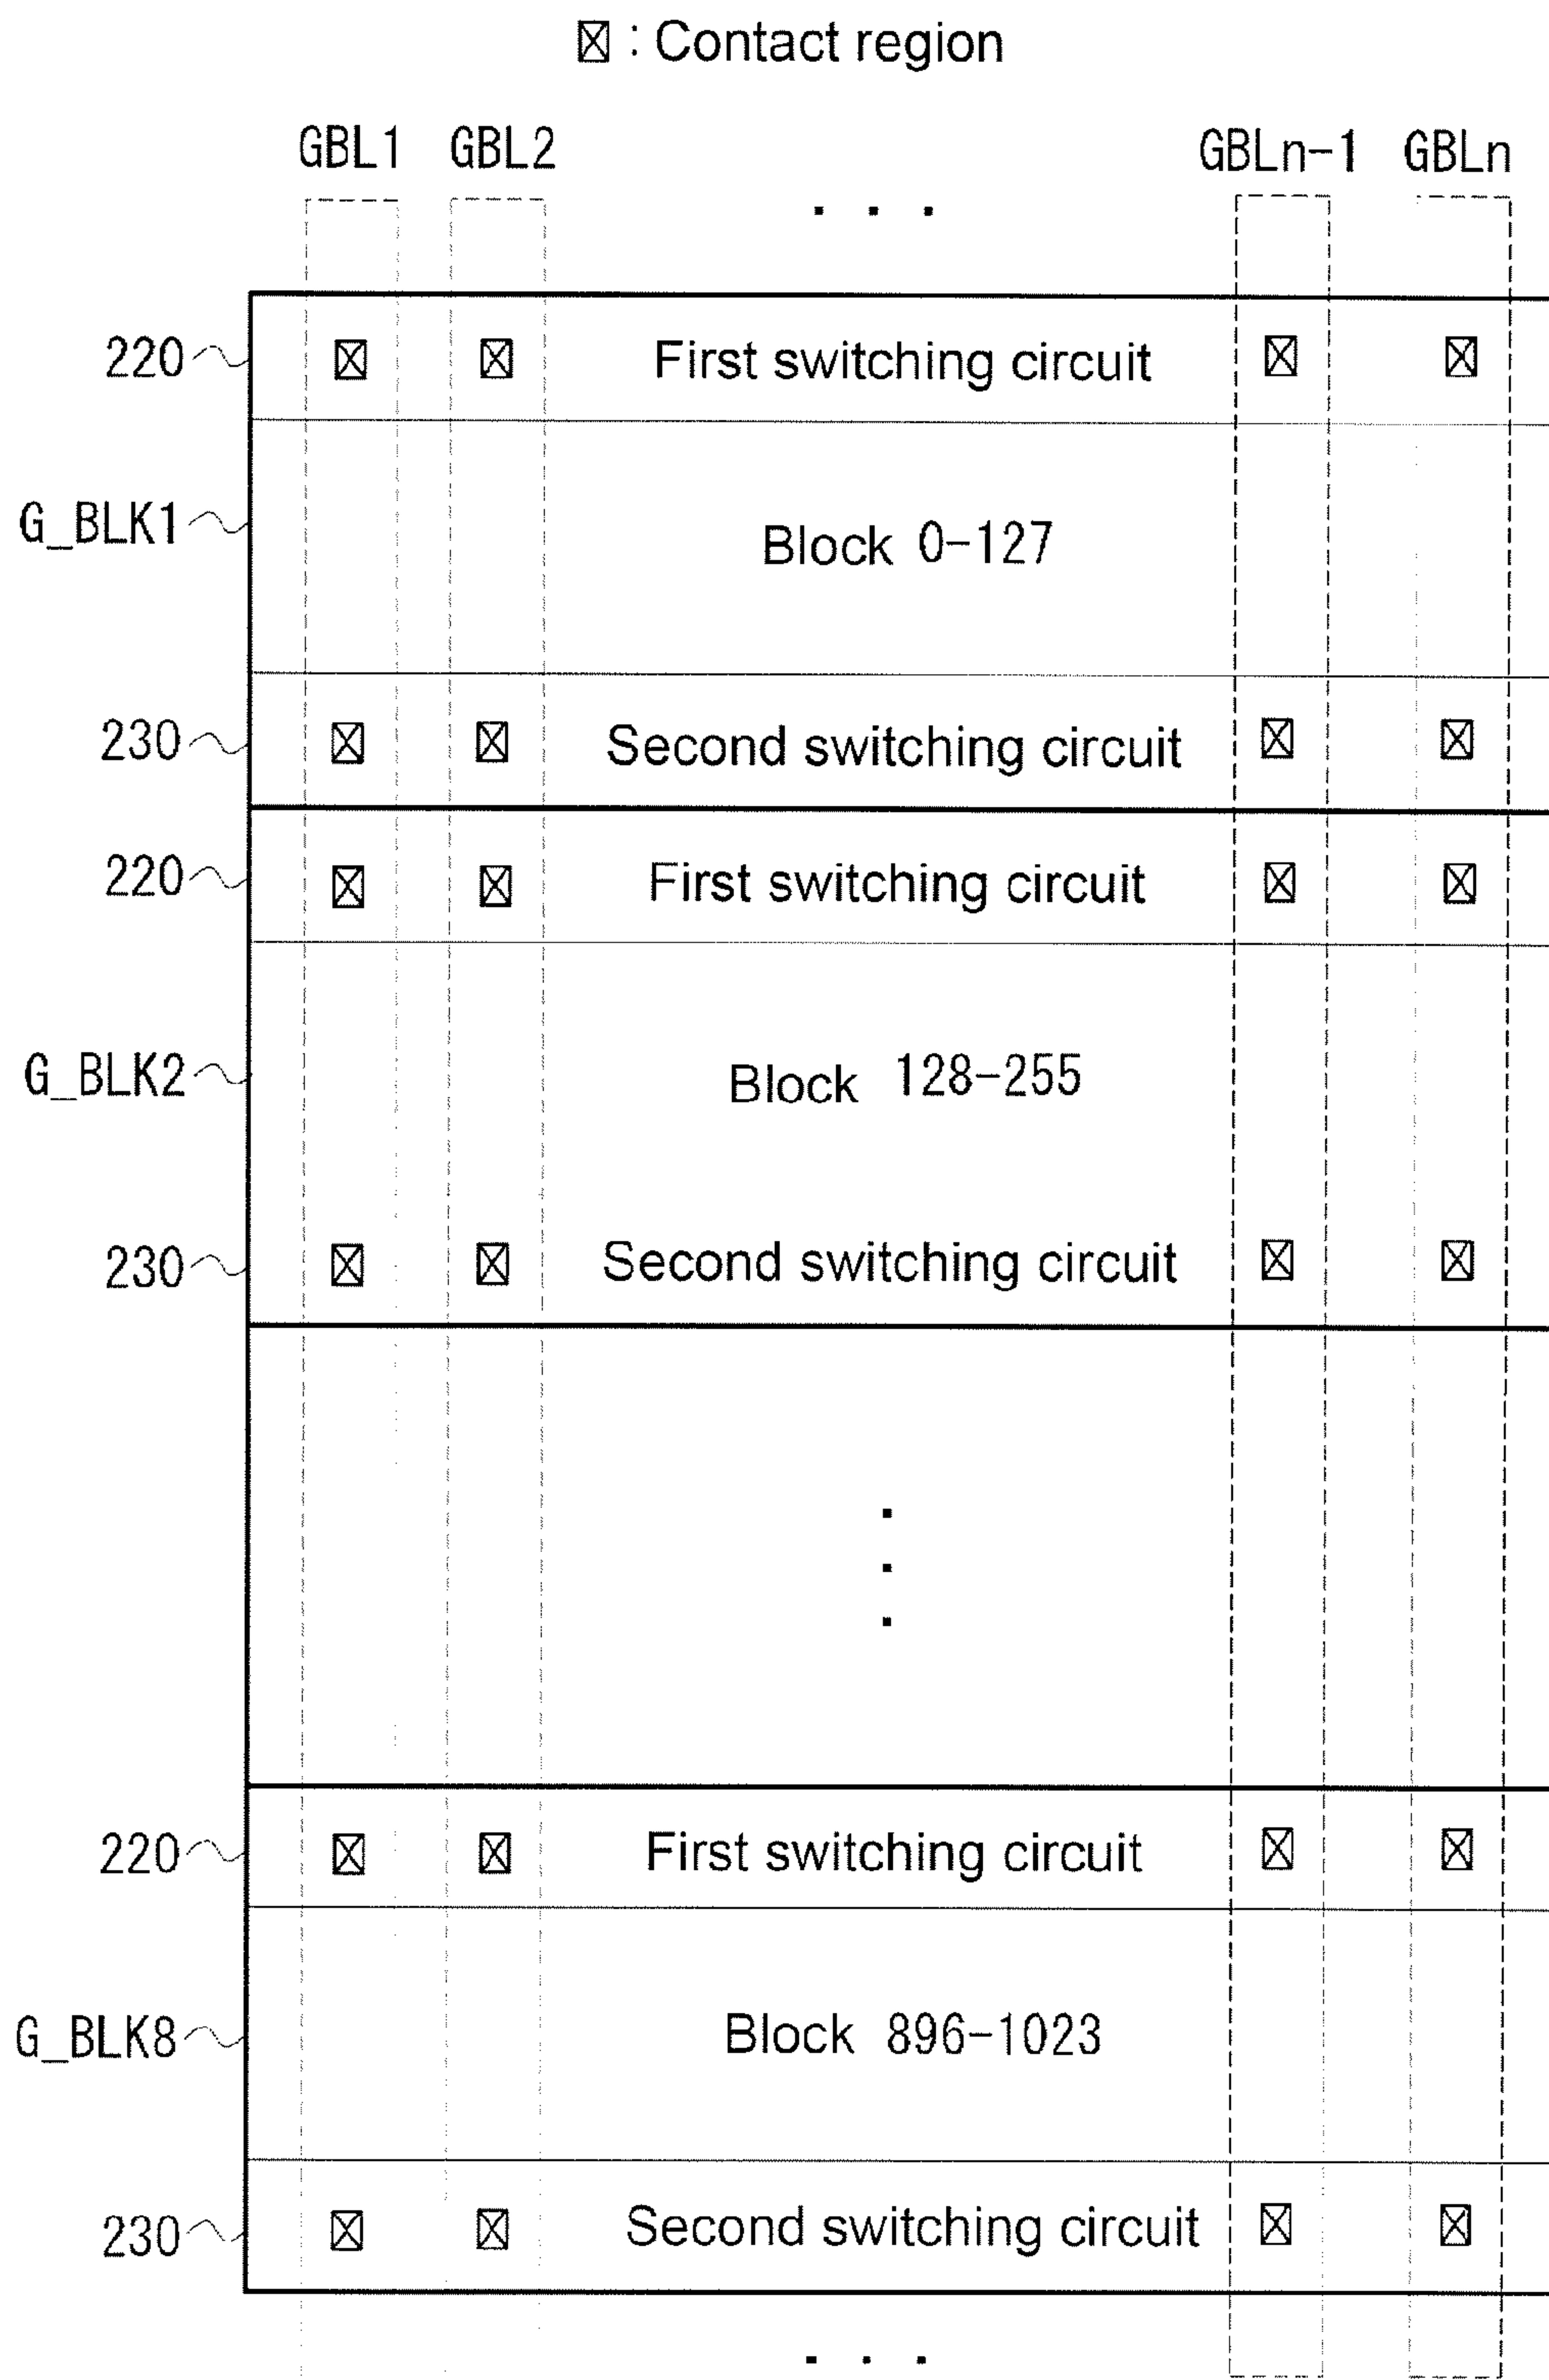 : Contact region
GBL1 GBL2 GBLn-1 GBLn
. . .
220 First switching circuit
G_BLK1 Block 0-127
230 Second switching circuit
220 First switching circuit
G_BLK2 Block 128-255
230 Second switching circuit
220 First switching circuit
G_BLK8 Block 896-1023
230 Second switching circuit
. . .